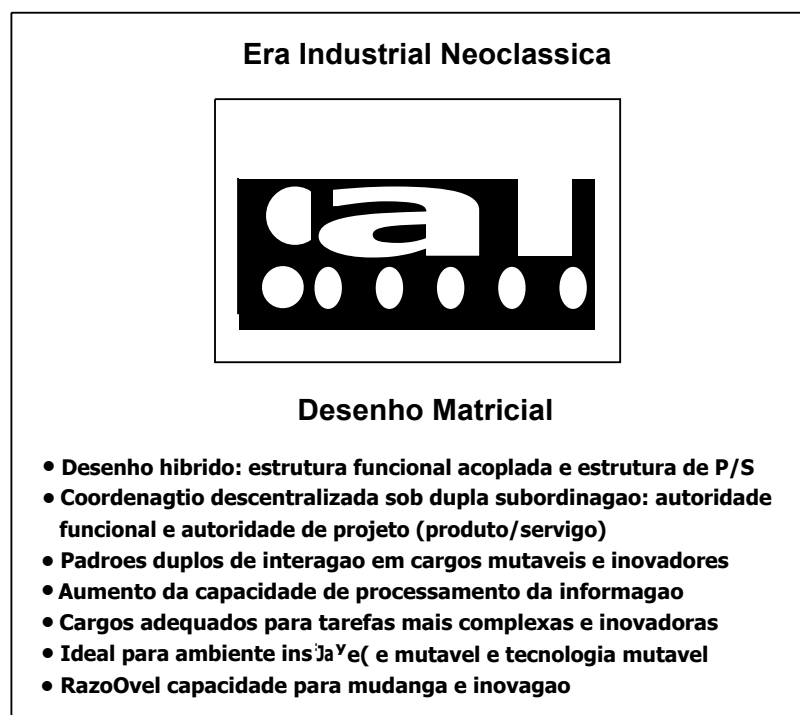 Era Industrial Neoclassica
Desenho Matricial
• Desenho hibrido: estrutura funcional acoplada e estrutura de P/S
• Coordenagtio descentralizada sob dupla subordinagao: autoridade
funcional e autoridade de projeto (produto/servigo)
• Padroes duplos de interagao em cargos mutaveis e inovadores
• Aumento da capacidade de processamento da informagao
• Cargos adequados para tarefas mais complexas e inovadoras
• Ideal para ambiente e mutavel e tecnologia mutavel
• RazoOvel capacidade para mudanga e inovagao